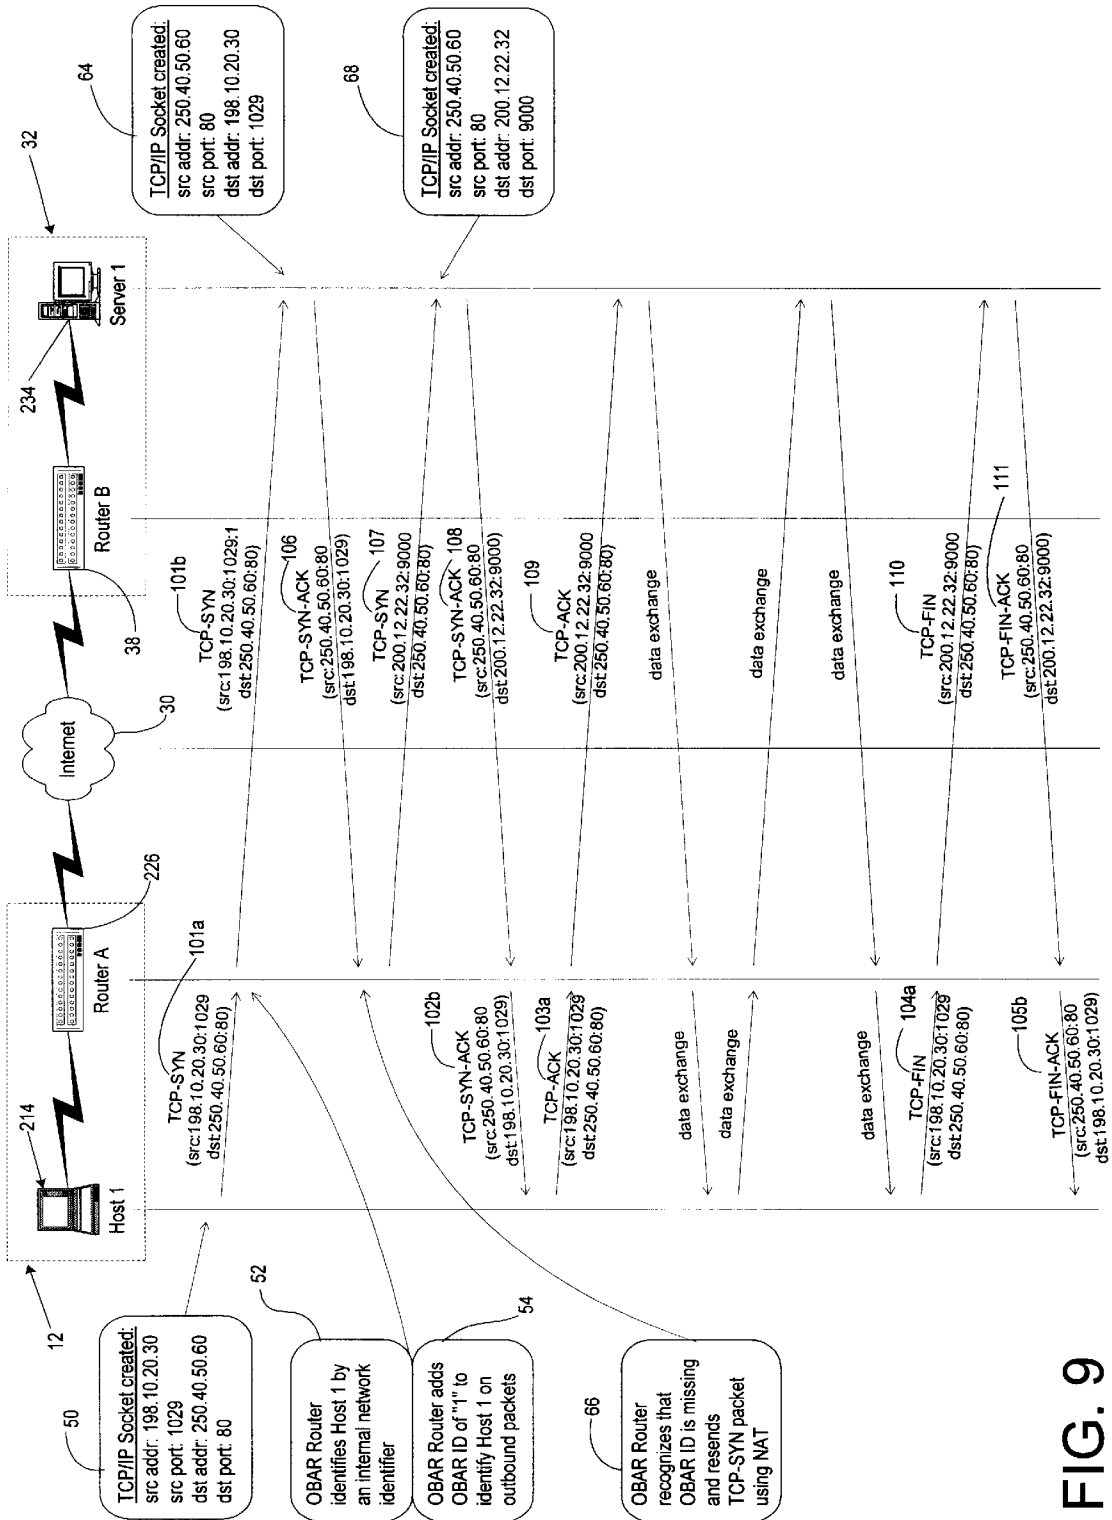 50
TCP/IP Socket created:
src addr: 198.10.20.30
src port: 1029
dst addr: 250.40.50.60
dst port: 80
52
OBAR Router
identifies Host 1 by
an internal network
identifier
54
OBAR Router adds
OBAR ID of "1" to
identify Host 1 on
outbound packets
66
OBAR Router
recognizes that
OBAR ID is missing
and resends
TCP-SYN packet
using NAT
12
214
Host 1
Router A
226
Internet
30
38
Router B
234
Server 1
32
64
TCP/IP Socket created:
src addr: 250.40.50.60
src port: 80
dst addr: 198.10.20.30
dst port: 1029
68
TCP/IP Socket created:
src addr: 250.40.50.60
src port: 80
dst addr: 200.12.22.32
dst port: 9000
101a
TCP-SYN
(src:198.10.20.30:1029
dst:250.40.50.60:80)
101b
TCP-SYN
(src:198.10.20.30:1029:1
dst:250.40.50.60:80)
106
TCP-SYN-ACK
(src:250.40.50.60:80
dst:198.10.20.30:1029)
107
TCP-SYN
(src:200.12.22.32:9000
dst:250.40.50.60:80)
108
TCP-SYN-ACK
(src:250.40.50.60:80
dst:200.12.22.32:9000)
102b
TCP-SYN-ACK
(src:250.40.50.60:80
dst:198.10.20.30:1029)
103a
TCP-ACK
(src:198.10.20.30:1029
dst:250.40.50.60:80)
109
TCP-ACK
(src:200.12.22.32:9000
dst:250.40.50.60:80)
data exchange
data exchange
data exchange
data exchange
data exchange
data exchange
104a
TCP-FIN
(src:198.10.20.30:1029
dst:250.40.50.60:80)
110
TCP-FIN
(src:200.12.22.32:9000
dst:250.40.50.60:80)
111
TCP-FIN-ACK
(src:250.40.50.60:80
dst:200.12.22.32:9000)
105b
TCP-FIN-ACK
(src:250.40.50.60:80
dst:198.10.20.30:1029)
FIG. 9